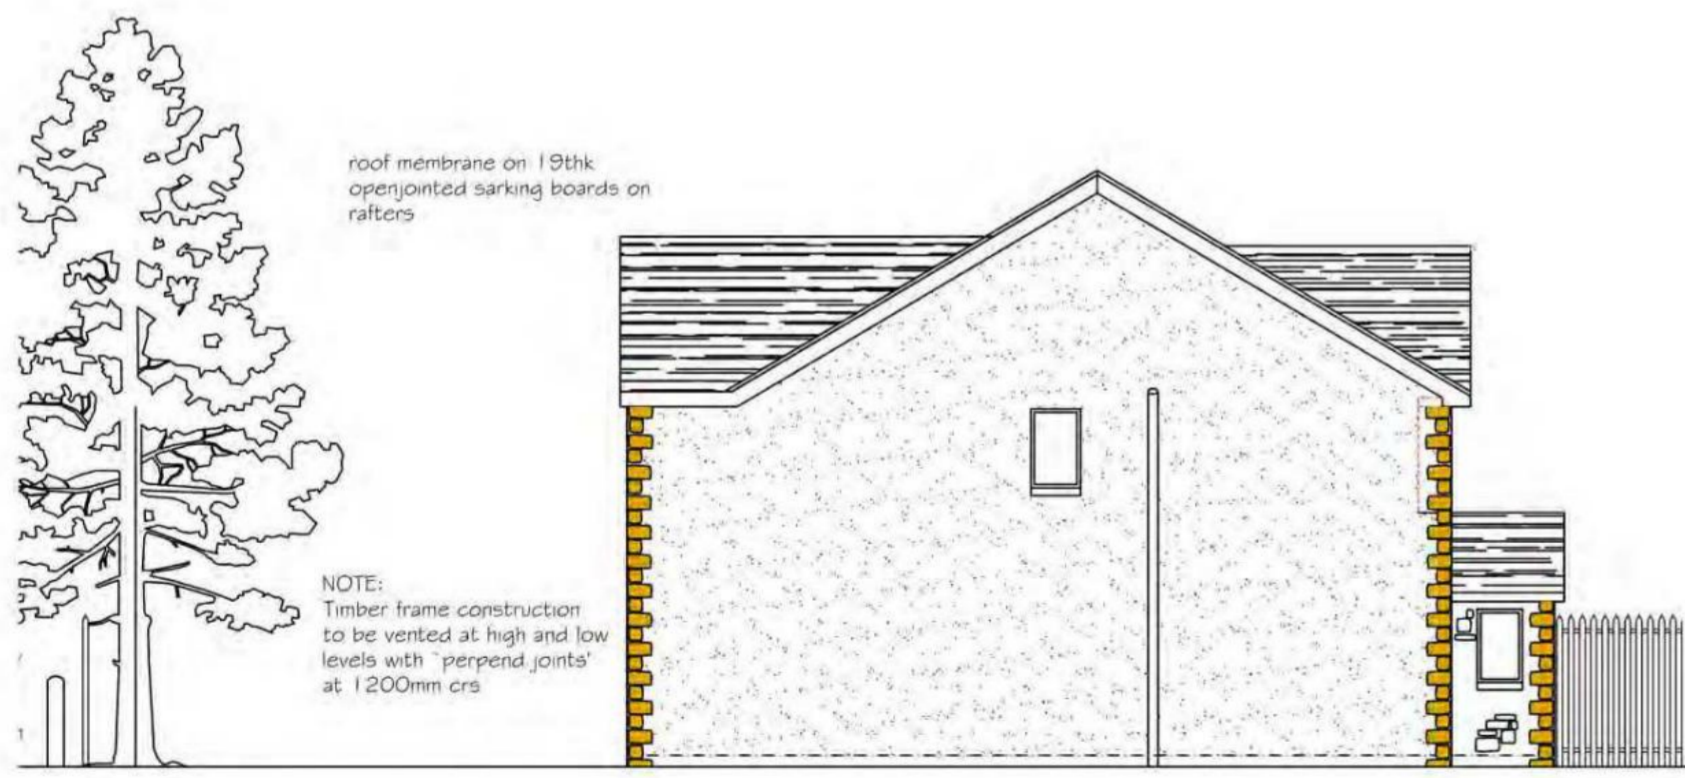 roof membrane on 19thk
openjointed sarking boards on
rafters
NOTE:
Timber frame construction
to be vented at high and low
levels with `perpend joints'
at 1200mm crs